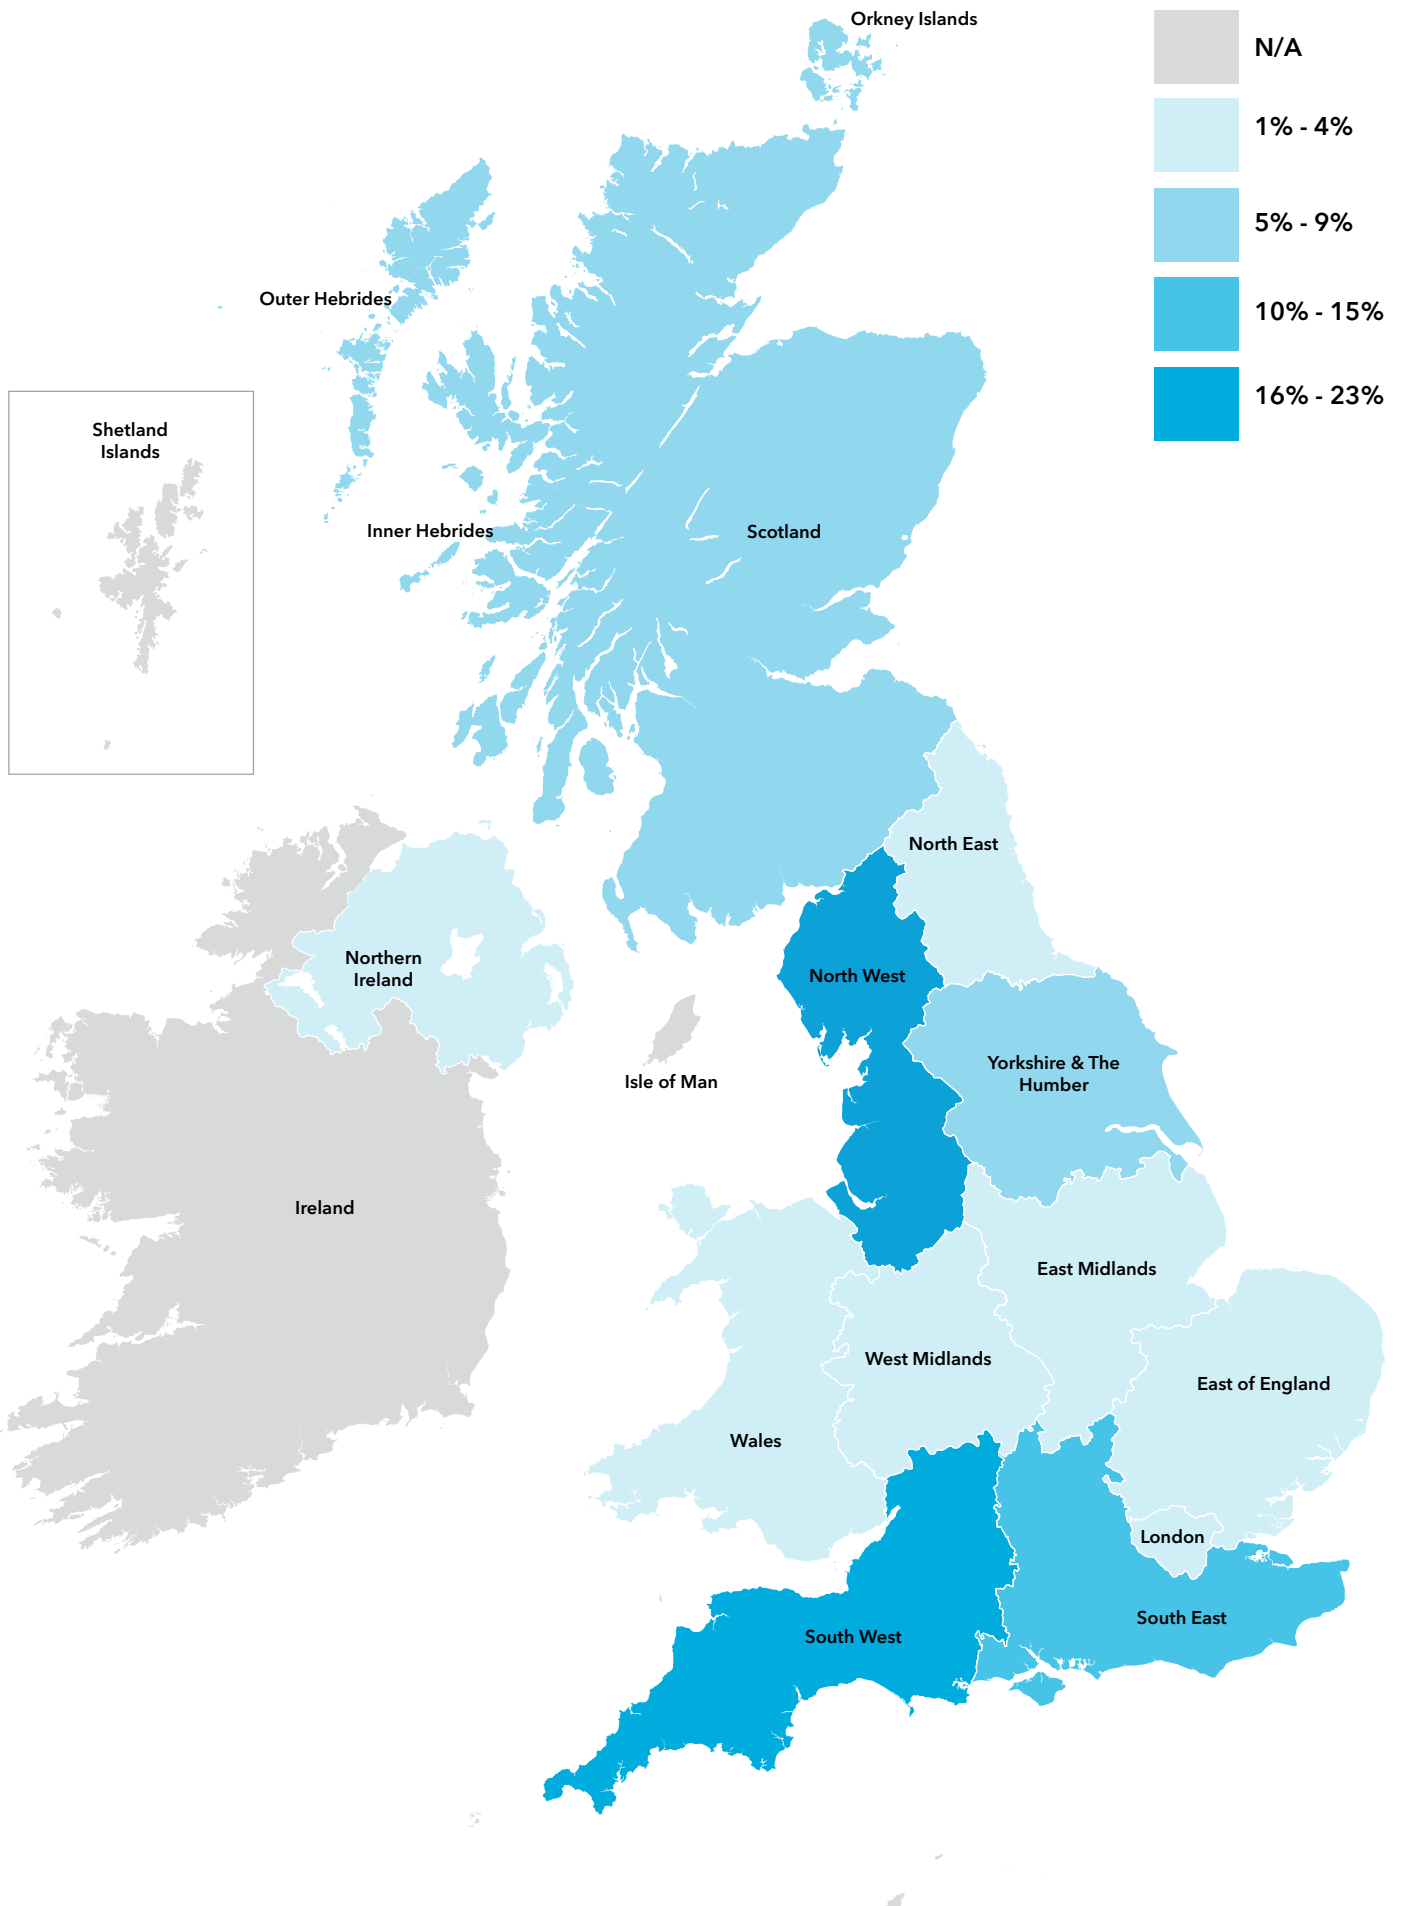 Orkney Islands
N/A
1% - 4%
5% - 9%
10% - 15%
16% - 23%
Outer Hebrides
Shetland
Islands
Inner Hebrides
Scotland
North East
Northern
Ireland
North West
Isle of Man
Yorkshire & The
Humber
Ireland
East Midlands
West Midlands
East of England
Wales
London
South East
South West